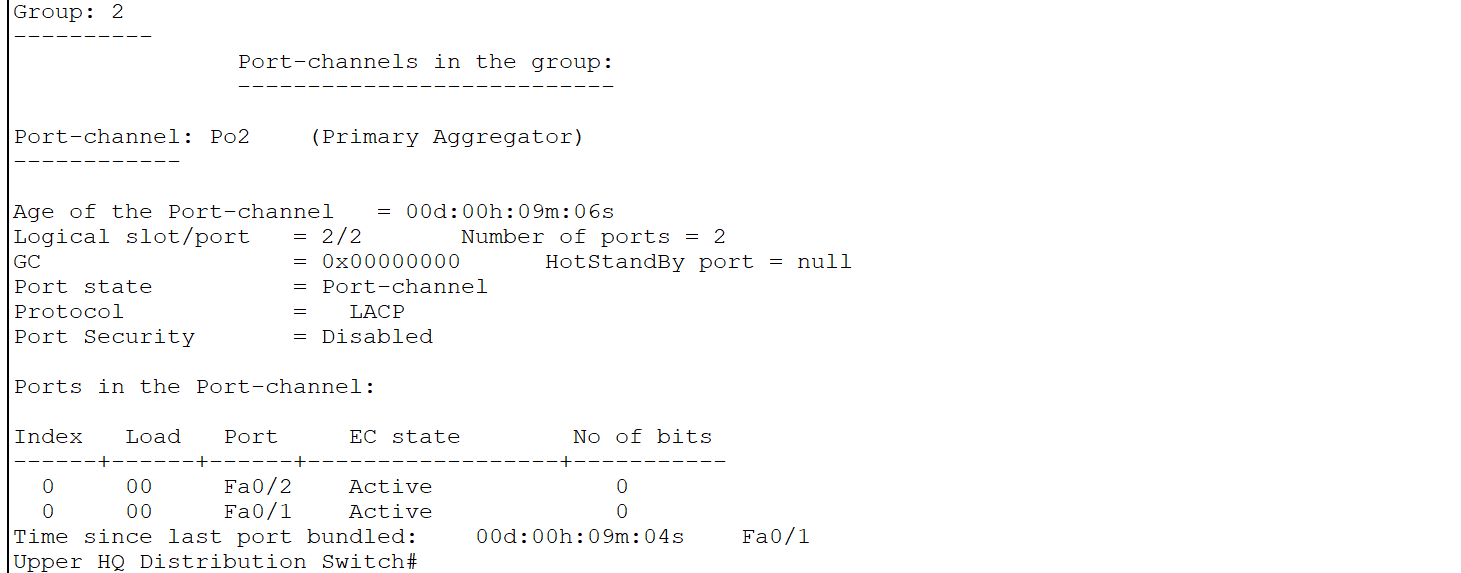 Group: 2
----------
                Port-channels in the group:
                ---------------------------

Port-channel: Po2    (Primary Aggregator)
------------

Age of the Port-channel   = 00d:00h:09m:06s
Logical slot/port   = 2/2       Number of ports = 2
GC                  = 0x00000000      HotStandBy port = null
Port state          = Port-channel
Protocol            =   LACP
Port Security       = Disabled

Ports in the Port-channel:

Index   Load   Port     EC state        No of bits
------+------+------+------------------+-----------
  0     00     Fa0/2    Active             0
  0     00     Fa0/1    Active             0
Time since last port bundled:    00d:00h:09m:04s    Fa0/1
Upper HQ Distribution Switch#